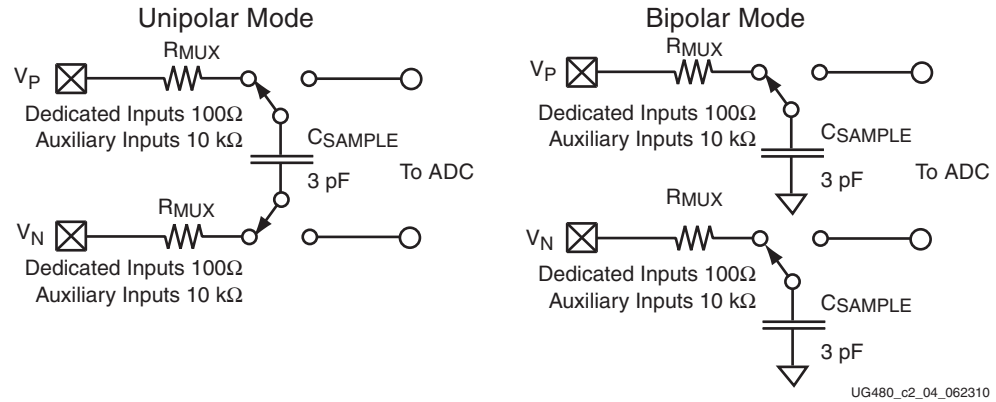 Unipolar Mode
RMUX
VP
Dedicated Inputs 100Ω
Auxiliary Inputs 10 kΩ
CSAMPLE
3 pF
To ADC
RMUX
VN
Dedicated Inputs 100Ω
Auxiliary Inputs 10 kΩ
Bipolar Mode
RMUX
VP
Dedicated Inputs 100Ω
Auxiliary Inputs 10 kΩ
CSAMPLE
3 pF
To ADC
RMUX
VN
Dedicated Inputs 100Ω
Auxiliary Inputs 10 kΩ
CSAMPLE
3 pF
UG480_c2_04_062310